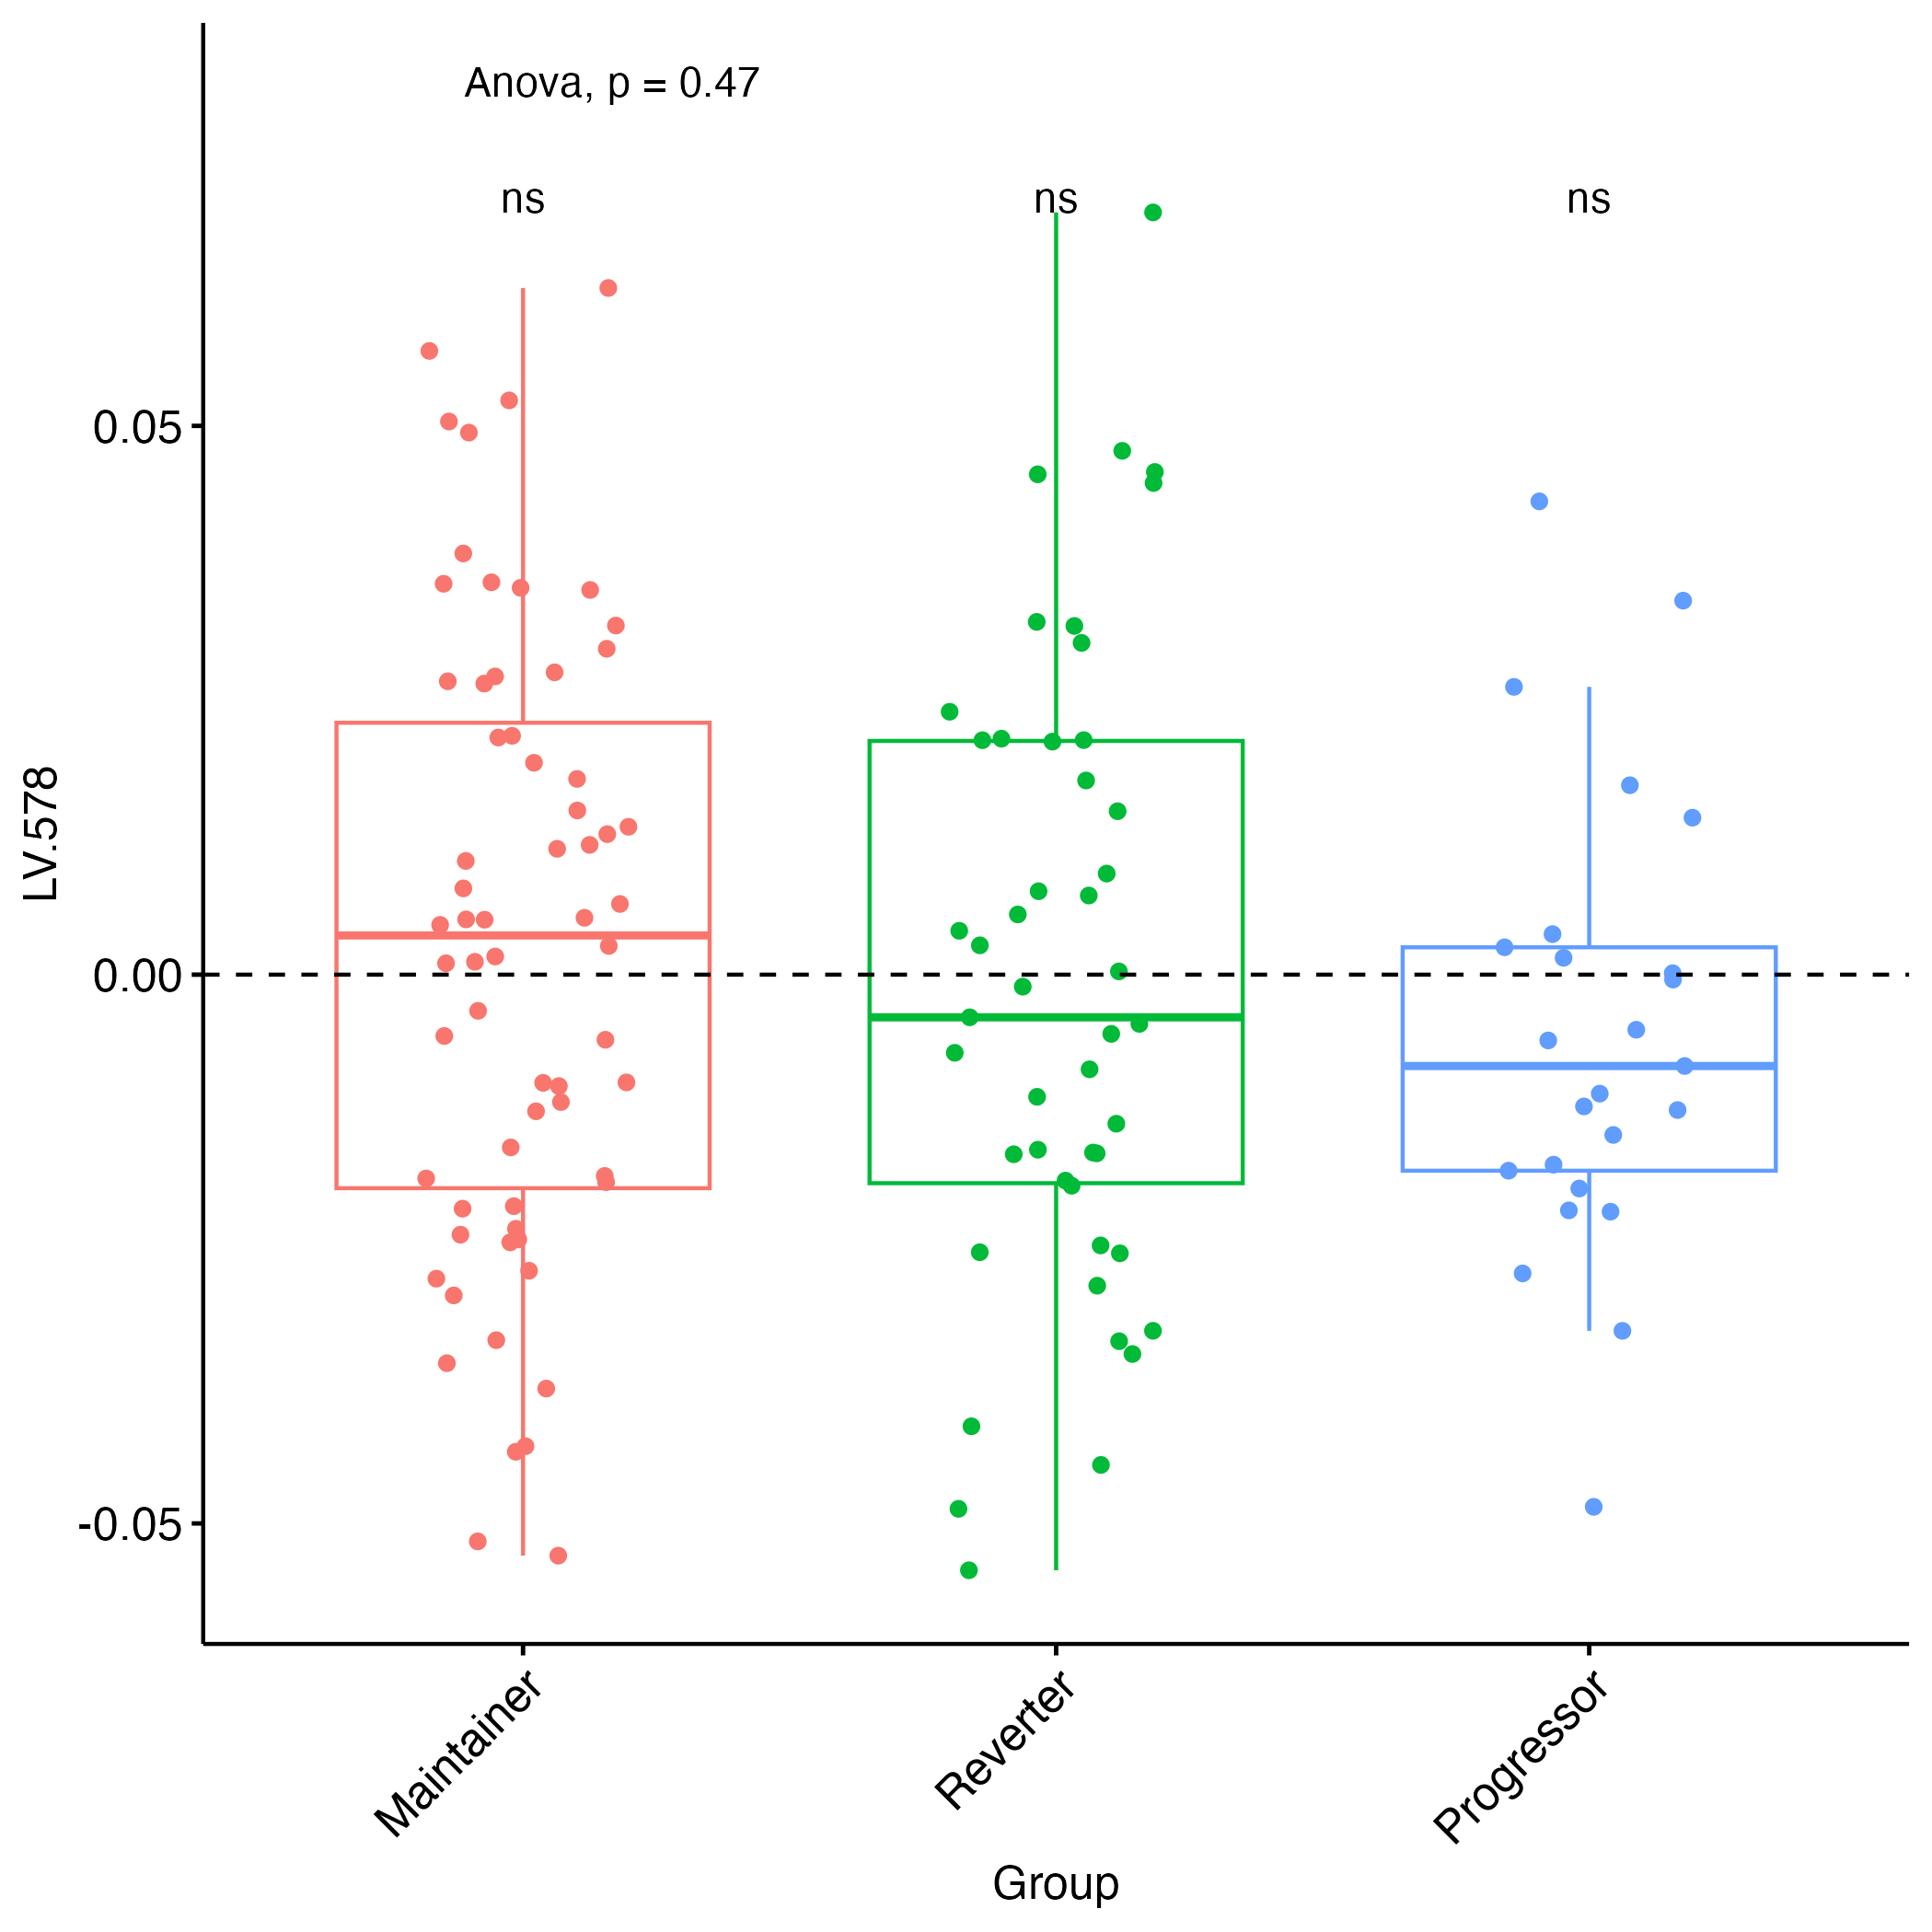 Anova, p = 0.47
ns ns ns
0.05
0.00
-0.05
LV.578
Maintainer Reverter Progressor
Group